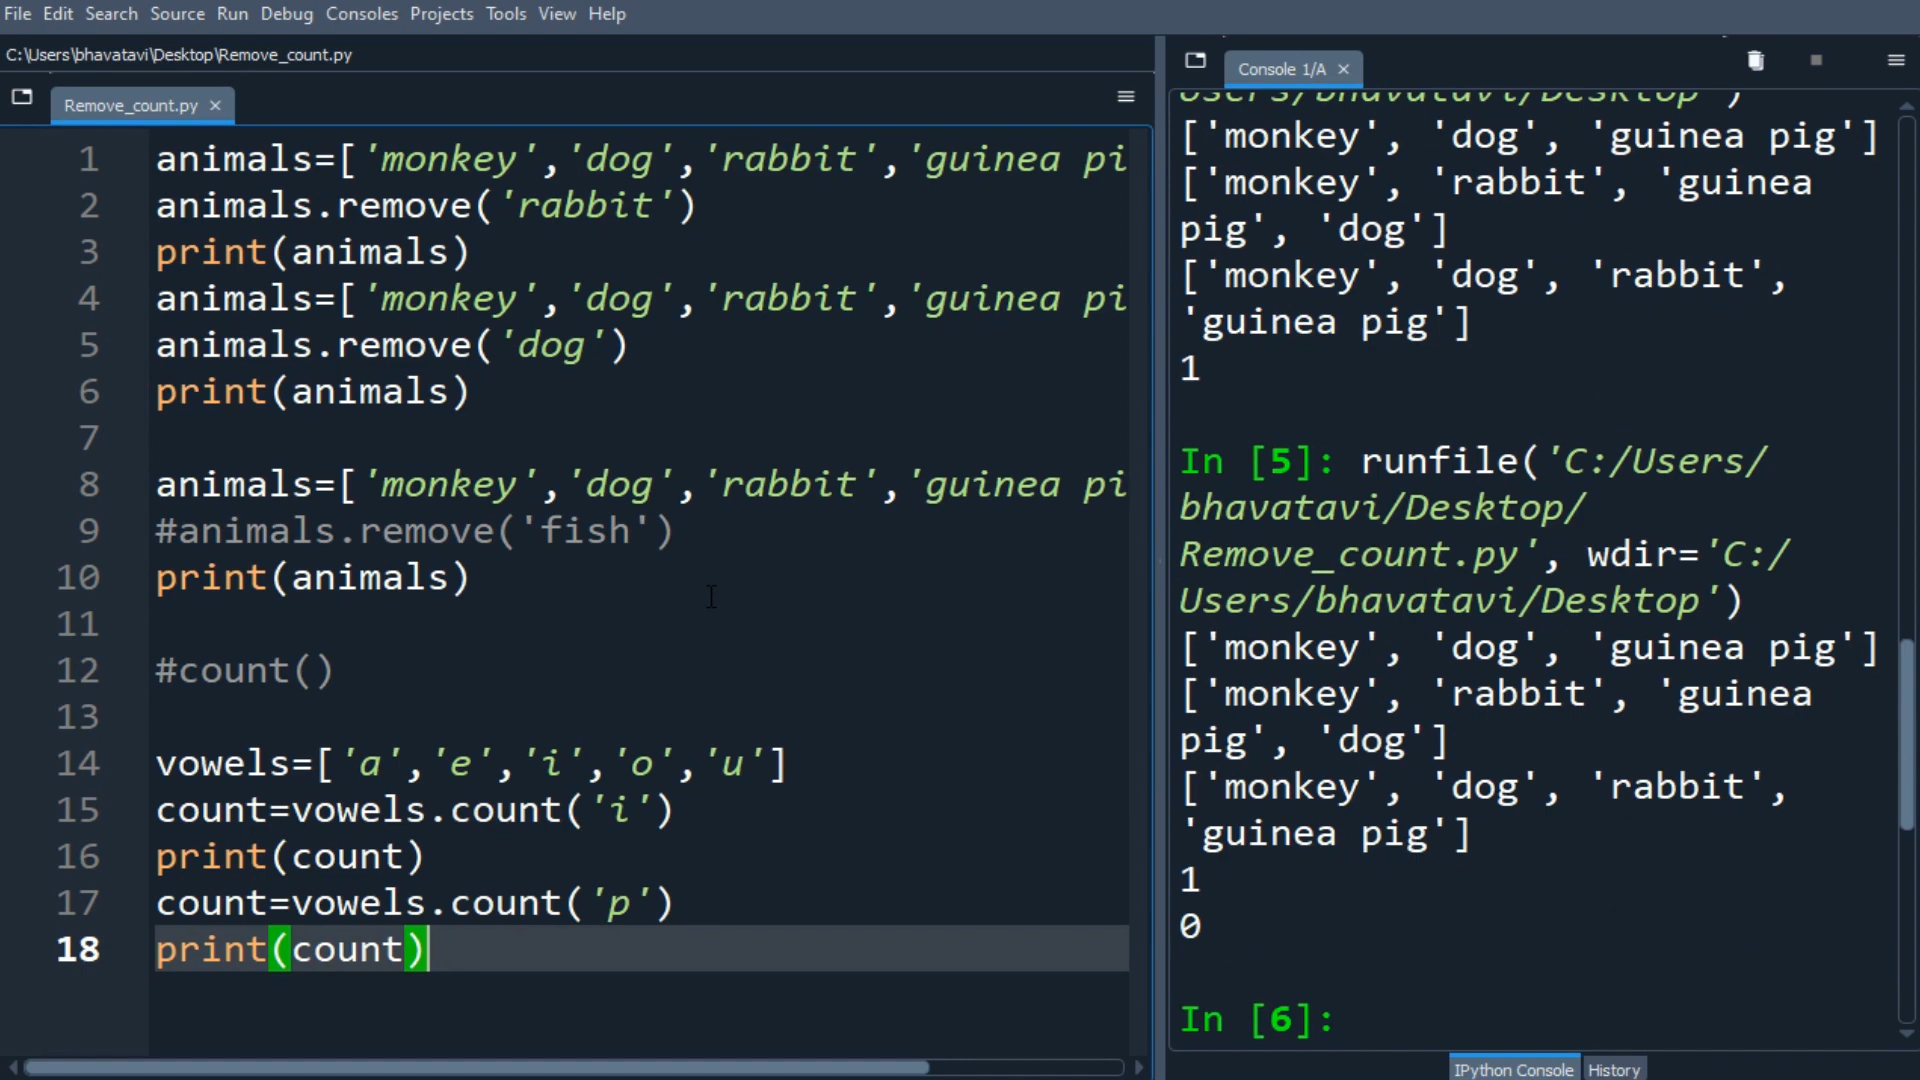 File Edit Search Source Run Debug Consoles Projects Tools View Help
C:\Users\bhavatavi\Desktop\Remove_count.py
Remove_count.py
1 animals=['monkey','dog','rabbit','guinea pi
2 animals.remove('rabbit')
3 print(animals)
4 animals=['monkey','dog','rabbit','guinea pi
5 animals.remove('dog')
6 print(animals)
7
8 animals=['monkey','dog','rabbit','guinea pi
9 #animals.remove('fish')
10 print(animals)
11
12 #count()
13
14 vowels=['a','e','i','o','u']
15 count=vowels.count('i')
16 print(count)
17 count=vowels.count('p')
18 print(count)
Console 1/A
Users/bhavatavi/Desktop')
['monkey', 'dog', 'guinea pig']
['monkey', 'rabbit', 'guinea
pig', 'dog']
['monkey', 'dog', 'rabbit',
'guinea pig']
1
In [5]: runfile('C:/Users/
bhavatavi/Desktop/
Remove_count.py', wdir='C:/
Users/bhavatavi/Desktop')
['monkey', 'dog', 'guinea pig']
['monkey', 'rabbit', 'guinea
pig', 'dog']
['monkey', 'dog', 'rabbit',
'guinea pig']
1
0
In [6]:
IPython Console History